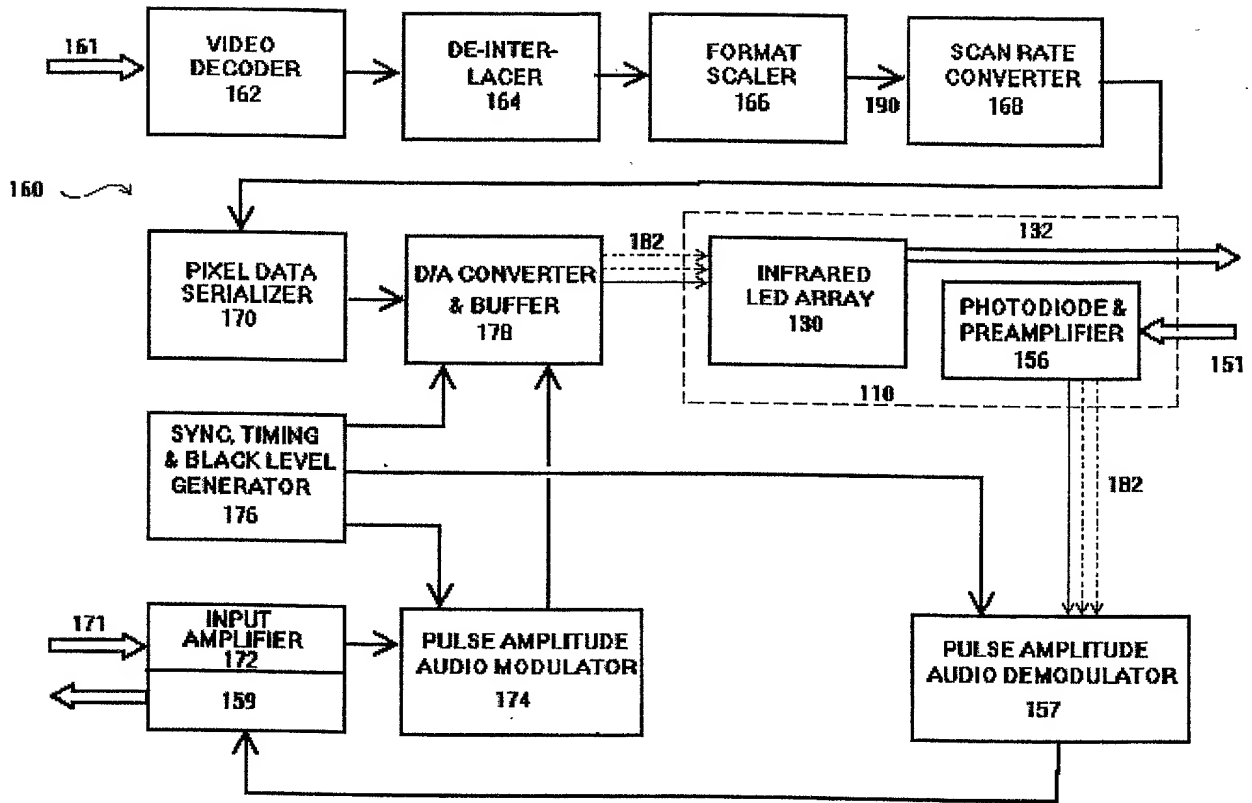 161
VIDEO
DECODER
162
DE-INTER-
LACER
164
FORMAT
SCALER
166
190
SCAN RATE
CONVERTER
168
160
PIXEL DATA
SERIALIZER
170
D/A CONVERTER
& BUFFER
178
182
INFRARED
LED ARRAY
130
132
PHOTODIODE &
PREAMPLIFIER
156
151
110
SYNC, TIMING
& BLACK LEVEL
GENERATOR
176
182
171
INPUT
AMPLIFIER
172
159
PULSE AMPLITUDE
AUDIO MODULATOR
174
PULSE AMPLITUDE
AUDIO DEMODULATOR
157